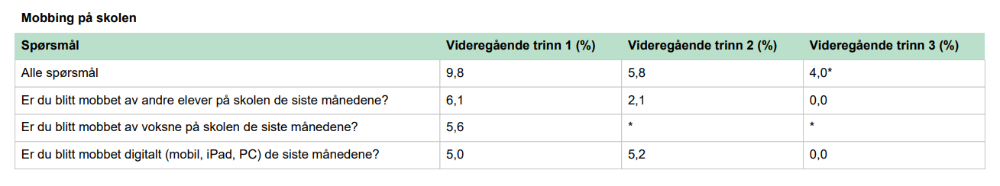 Mobbing på skolen
Spørsmål Videregående trinn 1 (%) Videregående trinn 2 (%) Videregående trinn 3 (%)
Alle spørsmål 9,8 5,8 4,0*
Er du blitt mobbet av andre elever på skolen de siste månedene? 6,1 2,1 0,0
Er du blitt mobbet av voksne på skolen de siste månedene? 5,6 * *
Er du blitt mobbet digitalt (mobil, iPad, PC) de siste månedene? 5,0 5,2 0,0